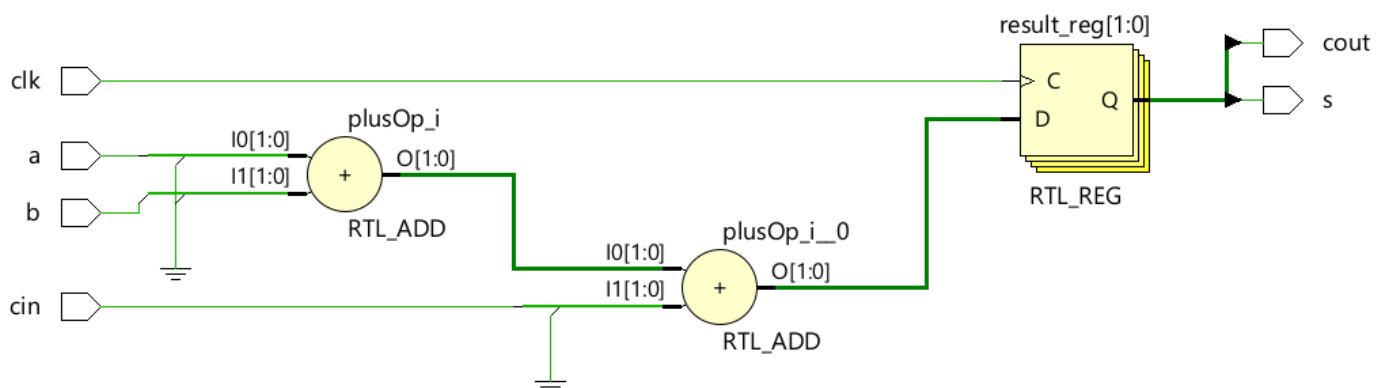 result_reg[1:0]
cout
clk
C
Q
s
plusOp_i
D
I0[1:0]
a
O[1:0]
I1[1:0]
+
RTL_REG
b
RTL_ADD
plusOp_i__0
I0[1:0]
O[1:0]
I1[1:0]
+
cin
RTL_ADD